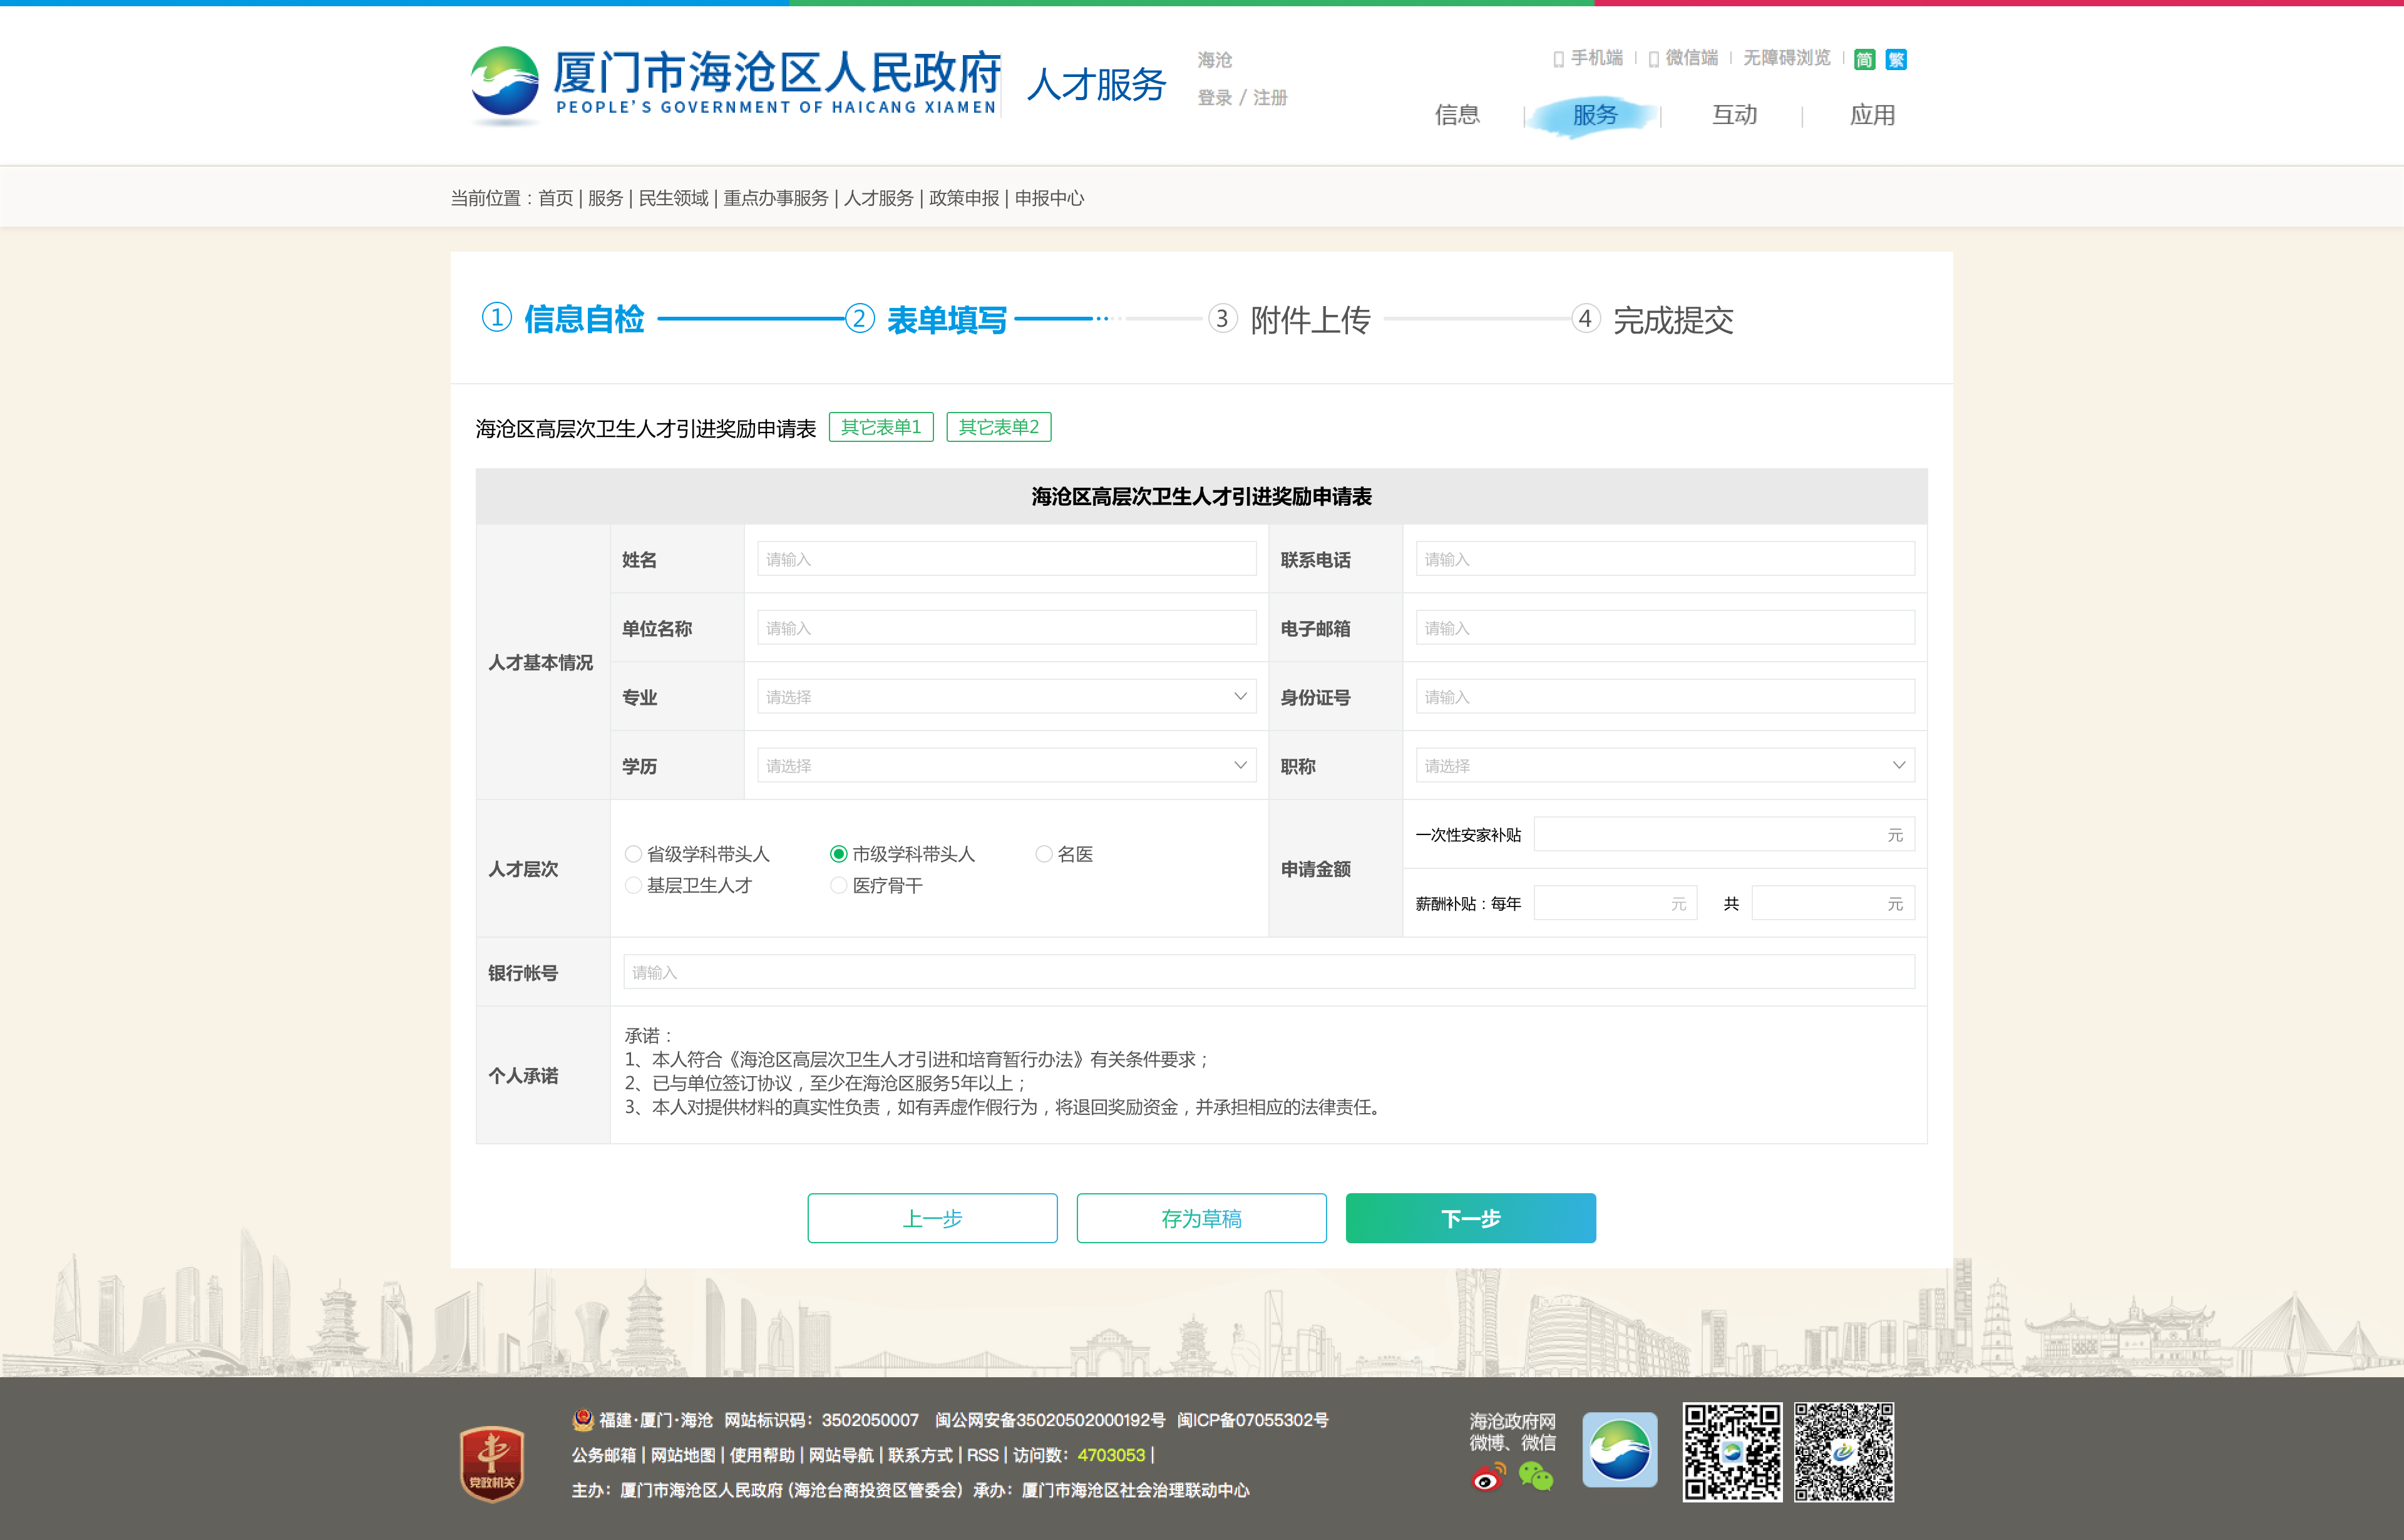 厦门市海沧区人民政府
PEOPLE'S GOVERNMENT OF HAICANG XIAMEN
人才服务
海沧
登录 / 注册
手机端 | 微信端 | 无障碍浏览 | 简 繁
信息 | 服务 | 互动 | 应用
当前位置：首页 | 服务 | 民生领域 | 重点办事服务 | 人才服务 | 政策申报 | 申报中心
1 信息自检 2 表单填写 3 附件上传 4 完成提交
海沧区高层次卫生人才引进奖励申请表 其它表单1 其它表单2
海沧区高层次卫生人才引进奖励申请表
人才基本情况
姓名 请输入 联系电话 请输入
单位名称 请输入 电子邮箱 请输入
专业 请选择 身份证号 请输入
学历 请选择 职称 请选择
人才层次
省级学科带头人 市级学科带头人 名医
基层卫生人才 医疗骨干
申请金额
一次性安家补贴 元
薪酬补贴：每年 元 共 元
银行帐号 请输入
个人承诺
承诺：
1、本人符合《海沧区高层次卫生人才引进和培育暂行办法》有关条件要求；
2、已与单位签订协议，至少在海沧区服务5年以上；
3、本人对提供材料的真实性负责，如有弄虚作假行为，将退回奖励资金，并承担相应的法律责任。
上一步 存为草稿 下一步
党政机关
福建·厦门·海沧 网站标识码：3502050007 闽公网安备35020502000192号 闽ICP备07055302号
公务邮箱 | 网站地图 | 使用帮助 | 网站导航 | 联系方式 | RSS | 访问数：4703053 |
主办：厦门市海沧区人民政府 (海沧台商投资区管委会) 承办：厦门市海沧区社会治理联动中心
海沧政府网
微博、微信